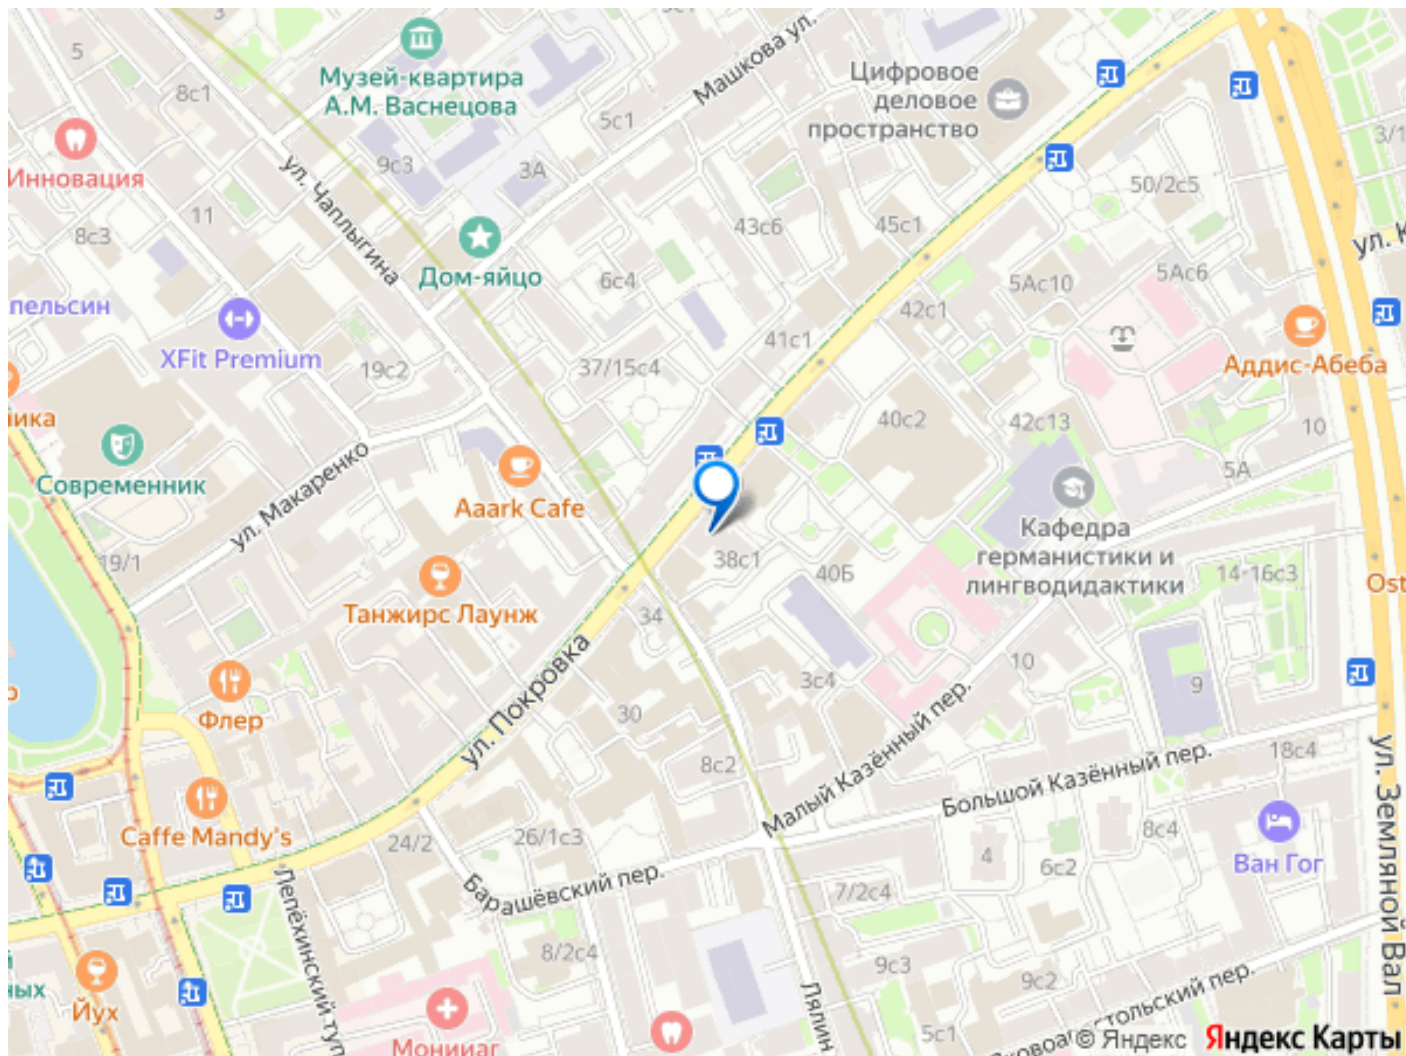 5
8с1
Музей-квартира
А.М. Васнецова
Машкова ул.
5с1
Цифровое
деловое
пространство
3/1
Инновация
9с3
3А
ул. Чаплыгина
50/2с5
11
8с3
43с6
45с1
ул. К
Дом-яйцо
6с4
5Ас10
5Ас6
пельсин
42с1
XFit Premium
41с1
Аддис-Абеба
19с2
37/15с4
ика
40с2
42с13
10
Современник
ул. Макаренко
Aaark Cafe
5А
Кафедра
германистики и
лингводидактики
19/1
38с1
40Б
14-16с3
Ost
Танжирс Лаунж
34
ул. Покровка
10
3с4
9
Флер
30
Малый Казённый пер.
8с2
Большой Казённый пер.
18с4
ул. Земляной Вал
Caffe Mandy's
24/2
26/1с3
8с4
4
6с2
Ван Гог
Барашёвский пер.
Лепёхинский туп
7/2с4
8/2с4
9с3
9с2
ных
Йух
Лялин
5с1
Мониаг
© Яндекс Яндекс Карты